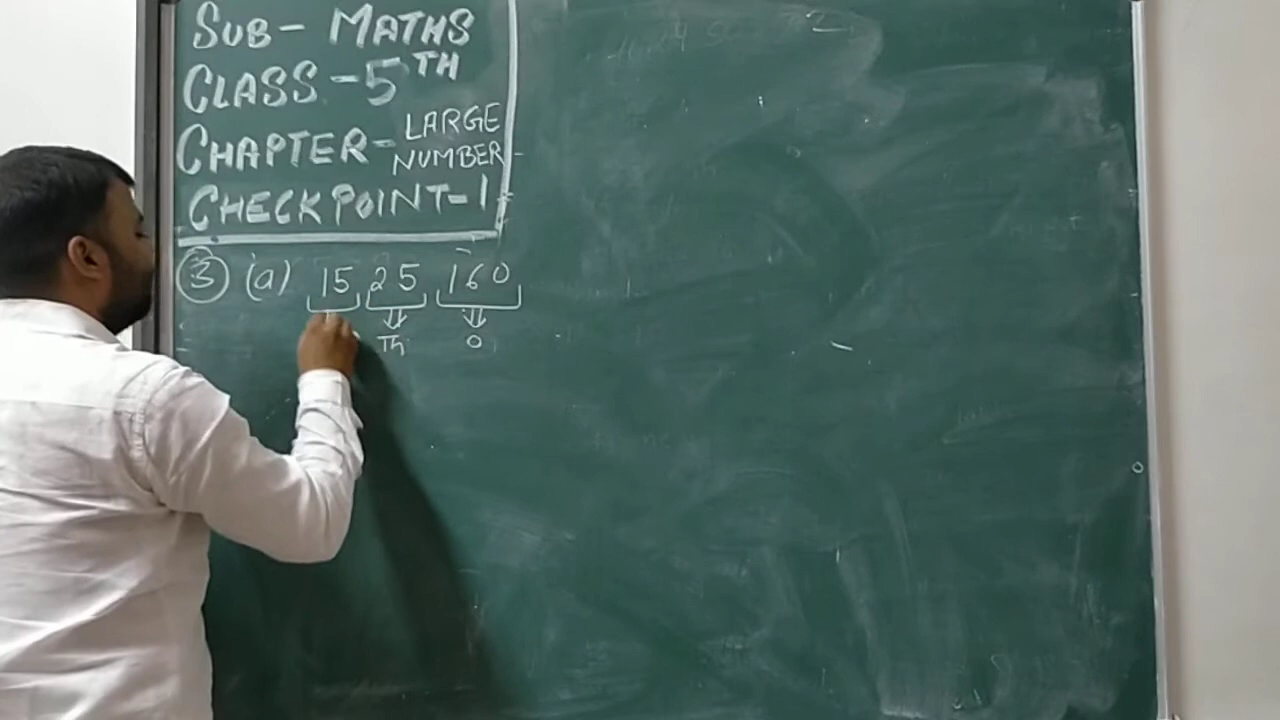 SUB - MATHS
CLASS - 5TH
CHAPTER - LARGE NUMBER
CHECKPOINT - 1
3 (a) 15 25 160
Th O